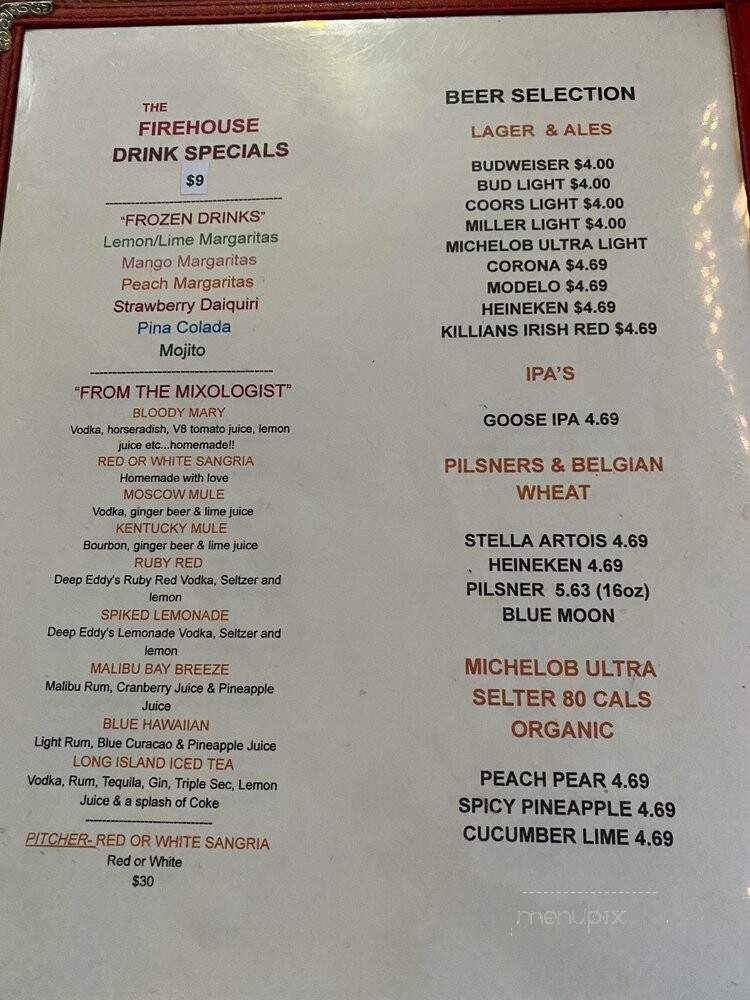 THE
FIREHOUSE
DRINK SPECIALS
$9
"FROZEN DRINKS"
Lemon/Lime Margaritas
Mango Margaritas
Peach Margaritas
Strawberry Daiquiri
Pina Colada
Mojito
"FROM THE MIXOLOGIST"
BLOODY MARY
Vodka, horseradish, V8 tomato juice, lemon
juice etc...homemade!!
RED OR WHITE SANGRIA
Homemade with love
MOSCOW MULE
Vodka, ginger beer & lime juice
KENTUCKY MULE
Bourbon, ginger beer & lime juice
RUBY RED
Deep Eddy's Ruby Red Vodka, Seltzer and
lemon
SPIKED LEMONADE
Deep Eddy's Lemonade Vodka, Seltzer and
lemon
MALIBU BAY BREEZE
Malibu Rum, Cranberry Juice & Pineapple
Juice
BLUE HAWAIIAN
Light Rum, Blue Curacao & Pineapple Juice
LONG ISLAND ICED TEA
Vodka, Rum, Tequila, Gin, Triple Sec, Lemon
Juice & a splash of Coke
PITCHER- RED OR WHITE SANGRIA
Red or White
$30
BEER SELECTION
LAGER & ALES
BUDWEISER $4.00
BUD LIGHT $4.00
COORS LIGHT $4.00
MILLER LIGHT $4.00
MICHELOB ULTRA LIGHT
CORONA $4.69
MODELO $4.69
HEINEKEN $4.69
KILLIANS IRISH RED $4.69
IPA'S
GOOSE IPA 4.69
PILSNERS & BELGIAN
WHEAT
STELLA ARTOIS 4.69
HEINEKEN 4.69
PILSNER 5.63 (16oz)
BLUE MOON
MICHELOB ULTRA
SELTER 80 CALS
ORGANIC
PEACH PEAR 4.69
SPICY PINEAPPLE 4.69
CUCUMBER LIME 4.69
menupix